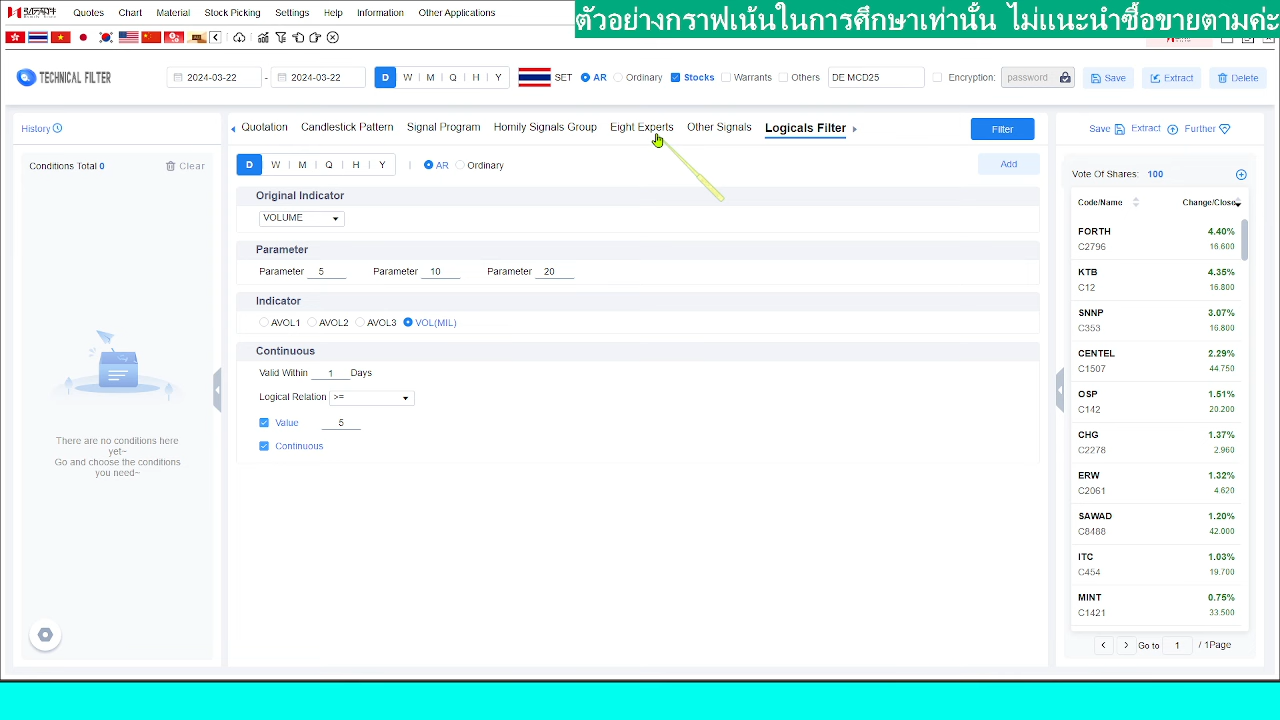 弘历软件 Quotes Chart Material Stock Picking Settings Help Information Other Applications
ตัวอย่างกราฟเน้นในการศึกษาเท่านั้น ไม่แนะนำซื้อขายตามค่ะ
TECHNICAL FILTER 2024-03-22 - 2024-03-22 D W M Q H Y SET AR Ordinary Stocks Warrants Others DE MCD25 Encryption: password Save Extract Delete
History
Conditions Total 0 Clear
There are no conditions here
yet~
Go and choose the conditions
you need~
Quotation Candlestick Pattern Signal Program Homily Signals Group Eight Experts Other Signals Logicals Filter Filter
D W M Q H Y AR Ordinary Add
Original Indicator
VOLUME
Parameter
Parameter 5 Parameter 10 Parameter 20
Indicator
AVOL1 AVOL2 AVOL3 VOL(MIL)
Continuous
Valid Within 1 Days
Logical Relation >=
Value 5
Continuous
Save Extract Further
Vote Of Shares: 100
Code/Name Change/Close
FORTH 4.40%
C2796 16.600
KTB 4.35%
C12 16.800
SNNP 3.07%
C353 16.800
CENTEL 2.29%
C1507 44.750
OSP 1.51%
C142 20.200
CHG 1.37%
C2278 2.960
ERW 1.32%
C2061 4.620
SAWAD 1.20%
C8488 42.000
ITC 1.03%
C454 19.700
MINT 0.75%
C1421 33.500
Go to 1 / 1Page